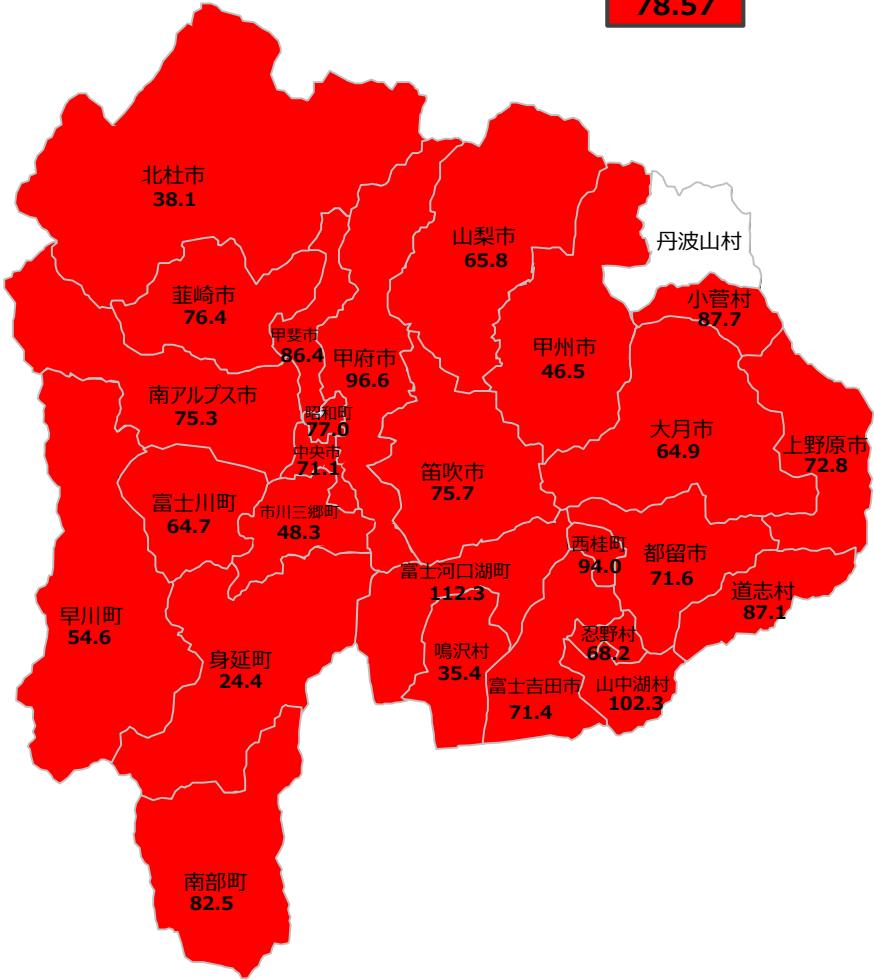 78.57
北杜市
38.1
山梨市
65.8
丹波山村
韮崎市
76.4
小菅村
87.7
甲斐市
86.4
甲府市
96.6
甲州市
46.5
南アルプス市
75.3
昭和町
77.0
中央市
71.1
大月市
64.9
上野原市
72.8
笛吹市
75.7
富士川町
64.7
市川三郷町
48.3
西桂町
94.0
都留市
71.6
富士河口湖町
112.3
道志村
87.1
早川町
54.6
忍野村
68.2
身延町
24.4
鳴沢村
35.4
富士吉田市
71.4
山中湖村
102.3
南部町
82.5